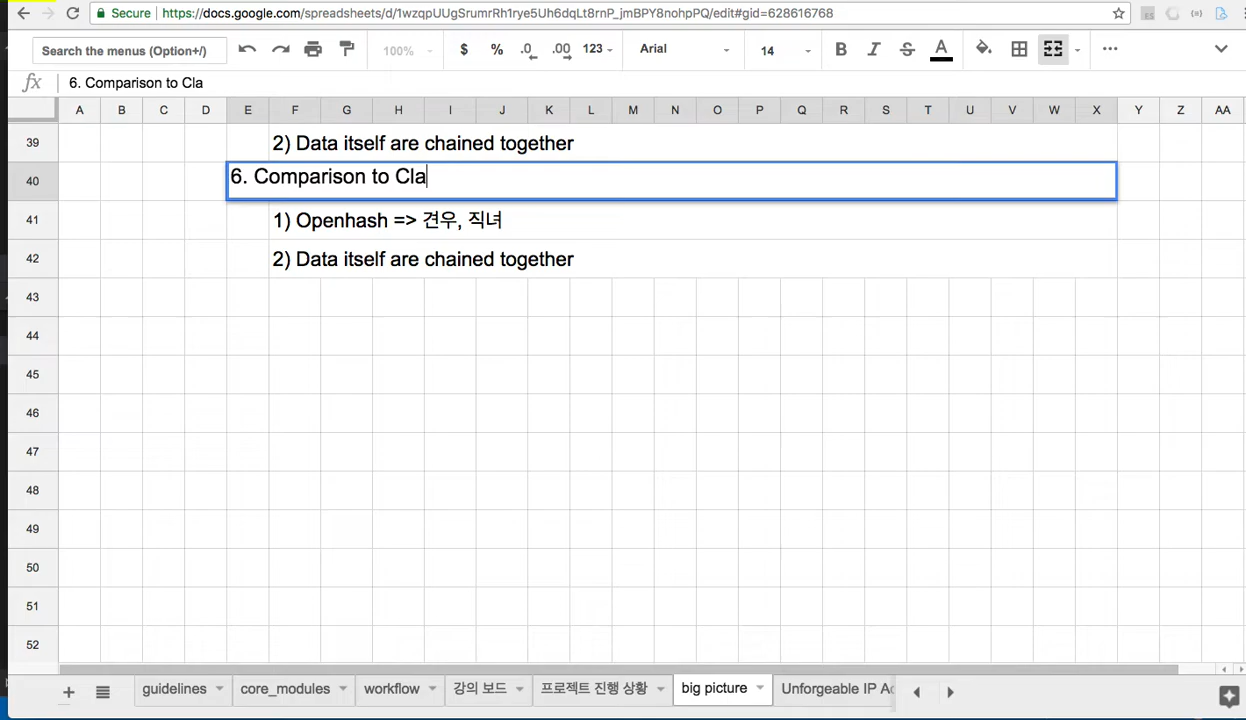 Secure https://docs.google.com/spreadsheets/d/1wzqpUUgSrumrRh1rye5Uh6dqLt8rnP_jmBPY8nohpPQ/edit#gid=628616768
Search the menus (Option+/) 100% $ % .0 .00 123 Arial 14 B I S A
fx 6. Comparison to Cla
A B C D E F G H I J K L M N O P Q R S T U V W X Y Z AA
39 2) Data itself are chained together
40 6. Comparison to Cla
41 1) Openhash => 견우, 직녀
42 2) Data itself are chained together
43
44
45
46
47
48
49
50
51
52
guidelines core_modules workflow 강의 보드 프로젝트 진행 상황 big picture Unforgeable IP Ac